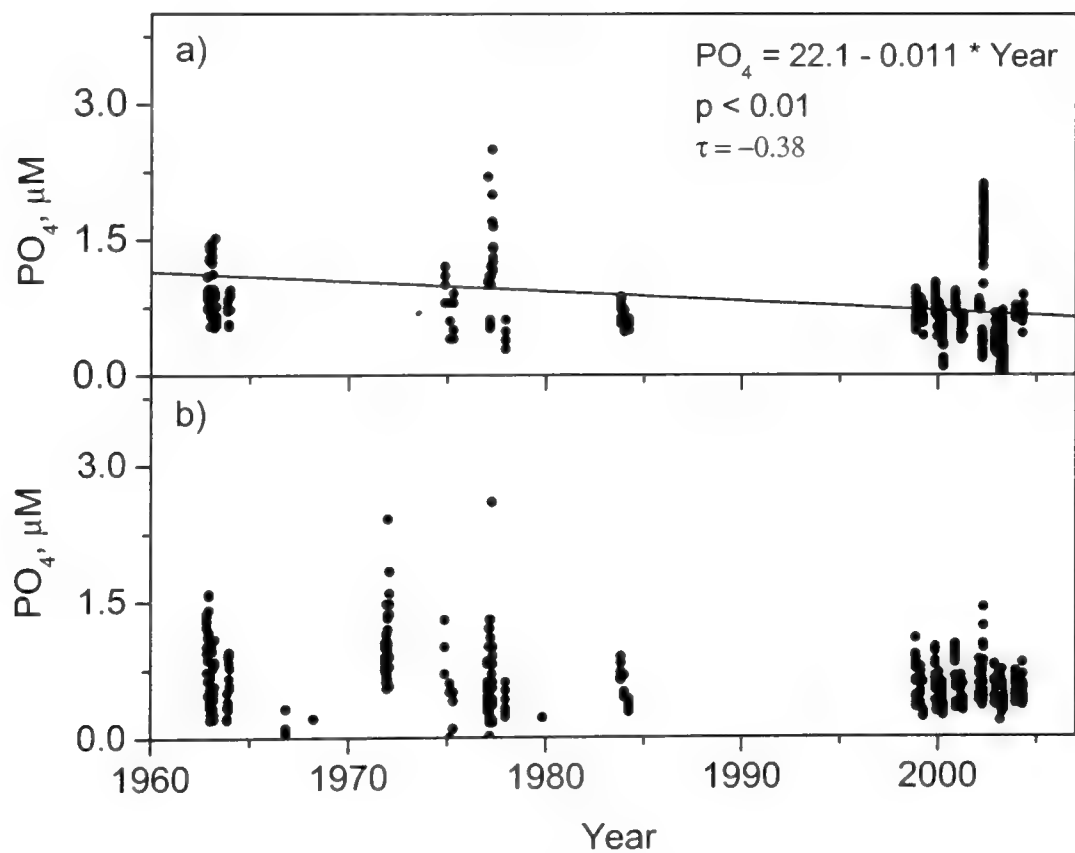 a)
PO₄ = 22.1 - 0.011 * Year
p < 0.01
τ = −0.38
3.0
1.5
0.0
PO₄, μM
b)
3.0
1.5
0.0
PO₄, μM
1960 1970 1980 1990 2000
Year